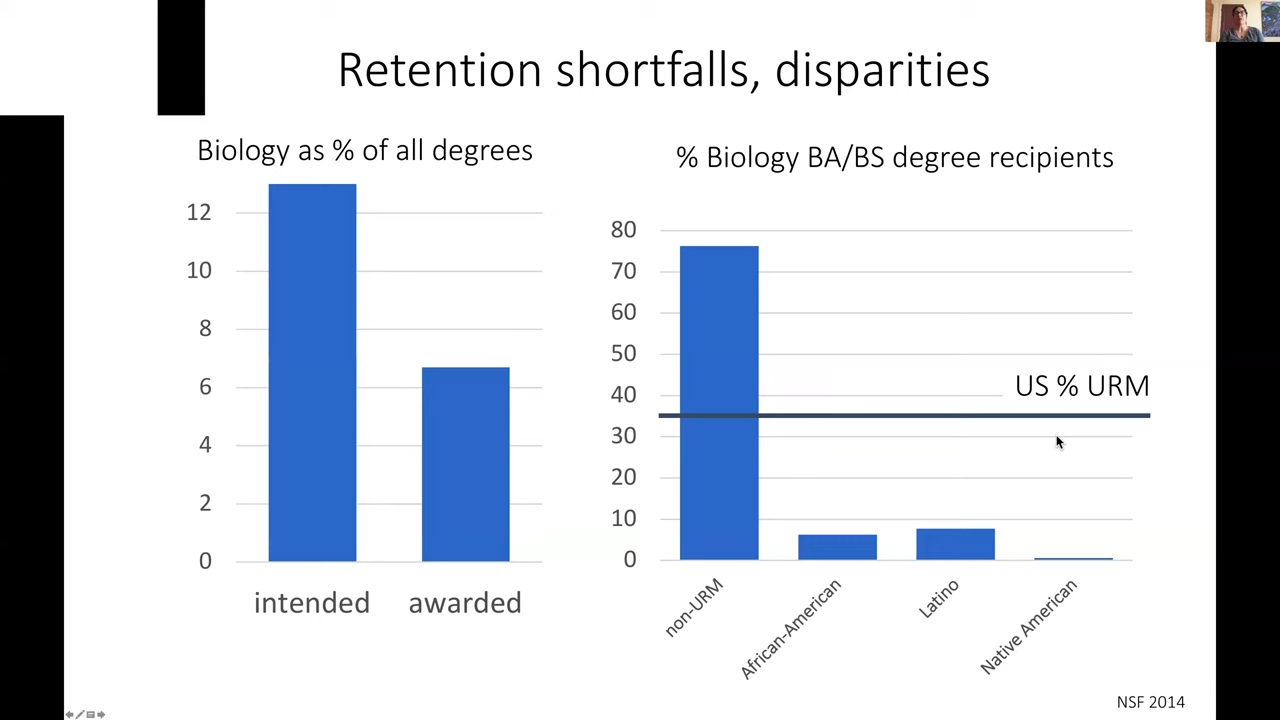 Retention shortfalls, disparities
Biology as % of all degrees
12
10
8
6
4
2
0
intended awarded
% Biology BA/BS degree recipients
80
70
60
50
40
30
20
10
0
US % URM
non-URM
African-American
Latino
Native American
NSF 2014